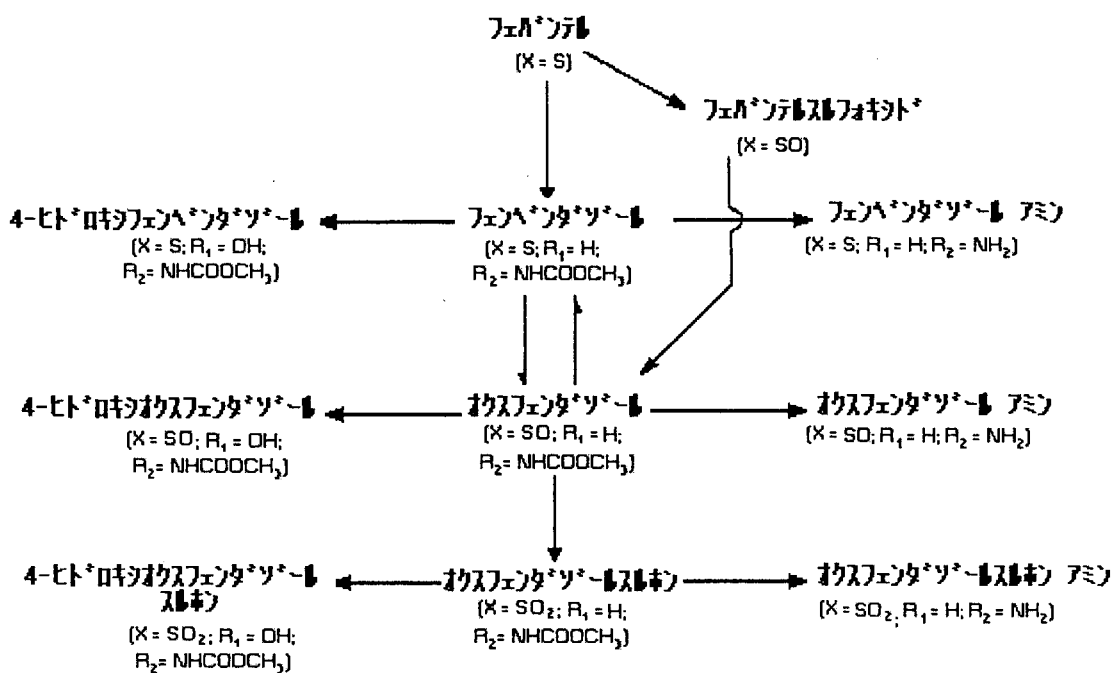 フェバンテル
(X = S)
フェバンテルスルフォキシド
(X = SO)
4-ヒドロキシフェンベンダゾール
(X = S; R₁ = OH;
R₂ = NHCOOCH₃)
フェンベンダゾール
(X = S; R₁ = H;
R₂ = NHCOOCH₃)
フェンベンダゾール アミン
(X = S; R₁ = H; R₂ = NH₂)
4-ヒドロキシオクスフェンダゾール
(X = SO; R₁ = OH;
R₂ = NHCOOCH₃)
オクスフェンダゾール
(X = SO; R₁ = H;
R₂ = NHCOOCH₃)
オクスフェンダゾール アミン
(X = SO; R₁ = H; R₂ = NH₂)
4-ヒドロキシオクスフェンダゾール
スルホン
(X = SO₂; R₁ = OH;
R₂ = NHCOOCH₃)
オクスフェンダゾールスルホン
(X = SO₂; R₁ = H;
R₂ = NHCOOCH₃)
オクスフェンダゾールスルホン アミン
(X = SO₂; R₁ = H; R₂ = NH₂)